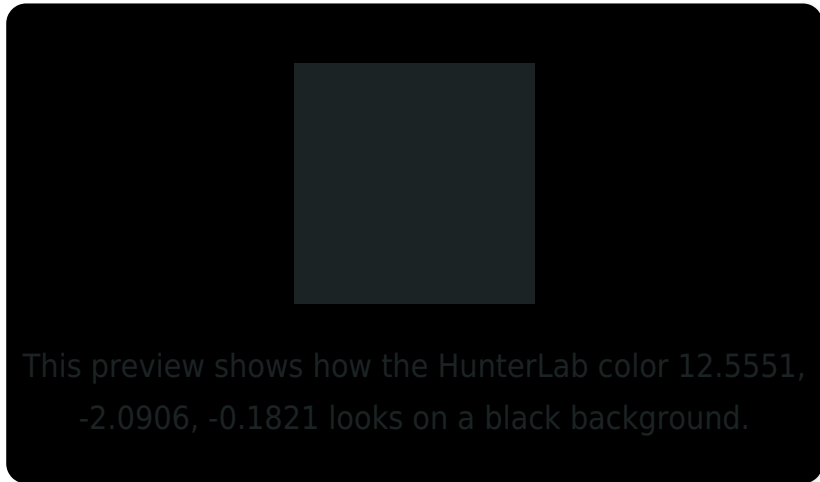 This preview shows how the HunterLab color 12.5551,
-2.0906, -0.1821 looks on a black background.